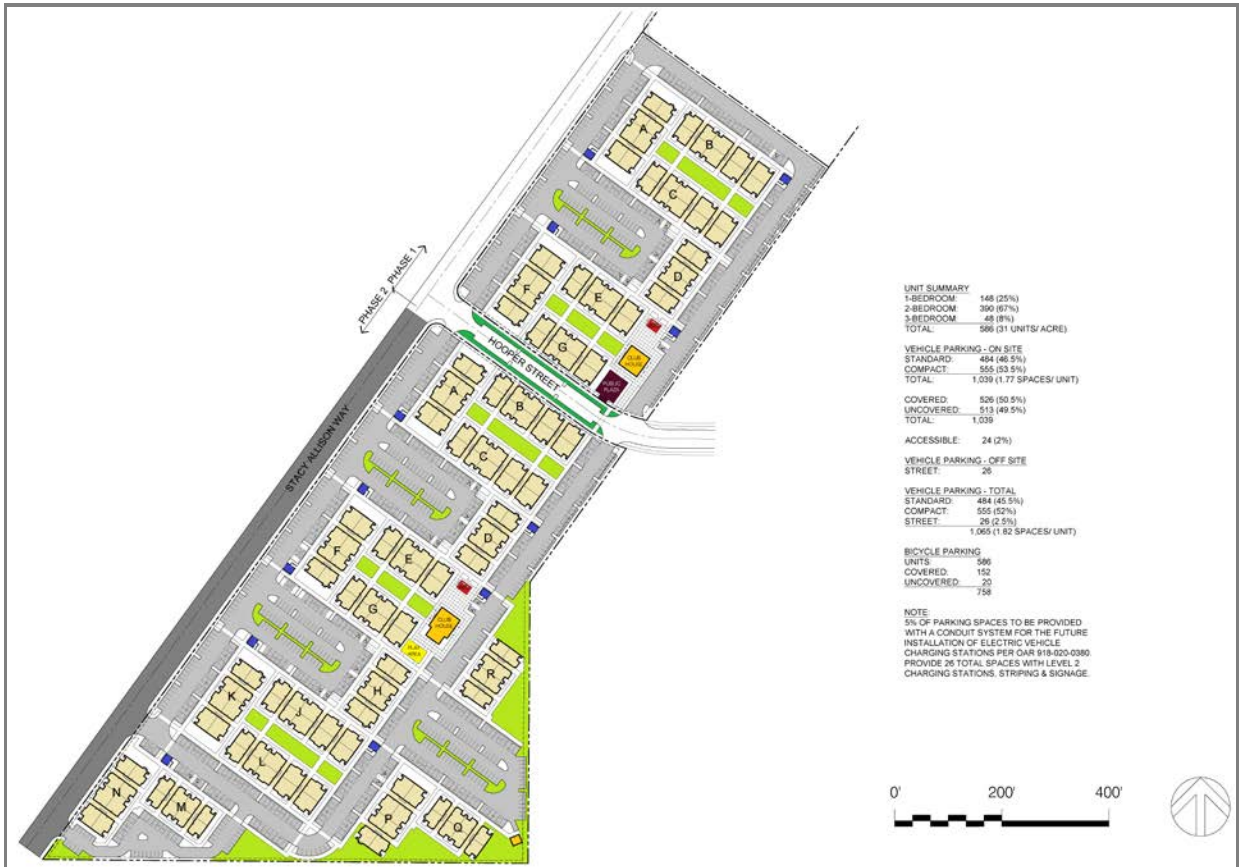 A
B
C
D
F
E
G
PHASE 1
PHASE 2
CLUB
HOUSE
PUBLIC
PLAZA
HOOPER STREET
STACY ALLISON WAY
A
B
C
D
F
E
G
CLUB
HOUSE
PLAY
AREA
R
H
K
J
L
N
M
P
Q
UNIT SUMMARY
1-BEDROOM: 148 (25%)
2-BEDROOM: 390 (67%)
3-BEDROOM 48 (8%)
TOTAL: 586 (31 UNITS/ ACRE)
VEHICLE PARKING - ON SITE
STANDARD: 484 (46.5%)
COMPACT: 555 (53.5%)
TOTAL: 1,039 (1.77 SPACES/ UNIT)
COVERED: 526 (50.5%)
UNCOVERED: 513 (49.5%)
TOTAL: 1,039
ACCESSIBLE: 24 (2%)
VEHICLE PARKING - OFF SITE
STREET: 26
VEHICLE PARKING - TOTAL
STANDARD: 484 (45.5%)
COMPACT: 555 (52%)
STREET: 26 (2.5%)
1,065 (1.82 SPACES/ UNIT)
BICYCLE PARKING
UNITS: 586
COVERED: 152
UNCOVERED: 20
758
NOTE:
5% OF PARKING SPACES TO BE PROVIDED
WITH A CONDUIT SYSTEM FOR THE FUTURE
INSTALLATION OF ELECTRIC VEHICLE
CHARGING STATIONS PER OAR 918-020-0380.
PROVIDE 26 TOTAL SPACES WITH LEVEL 2
CHARGING STATIONS, STRIPING & SIGNAGE.
0' 200' 400'